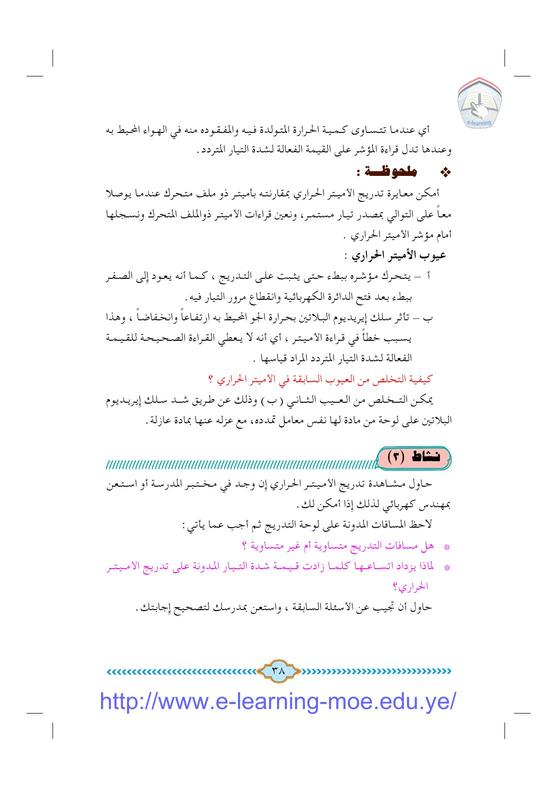 e-learning
أي عندما تتساوى كمية الحرارة المتولدة فيه والمفقوده منه في الهواء المحيط به
وعندها تدل قراءة المؤشر على القيمة الفعالة لشدة التيار المتردد.
❖ ملحوظة :
أمكن معايرة تدريج الأميتر الحراري بمقارنته بأميتر ذو ملف متحرك عندما يوصلا
معاً على التوالي بمصدر تيار مستمر، ونعين قراءات الأميتر ذوالملف المتحرك ونسجلها
أمام مؤشر الأميتر الحراري .
عيوب الأميتر الحراري :
أ – يتحرك مؤشره ببطء حتى يثبت على التدريج ، كما أنه يعود إلى الصفر
ببطء بعد فتح الدائرة الكهربائية وانقطاع مرور التيار فيه.
ب – تأثر سلك إيريديوم البلاتين بحرارة الجو المحيط به ارتفاعاً وانخفاضاً ، وهذا
يسبب خطاً في قراءة الأميتر ، أي أنه لا يعطي القراءة الصحيحة للقيمة
الفعالة لشدة التيار المتردد المراد قياسها .
كيفية التخلص من العيوب السابقة في الأميتر الحراري ؟
يمكن التخلص من العيب الثاني ( ب ) وذلك عن طريق شد سلك إيريديوم
البلاتين على لوحة من مادة لها نفس معامل تمدده، مع عزله عنها بمادة عازلة.
نشاط (٣)
حاول مشاهدة تدريج الأميتر الحراري إن وجد في مختبر المدرسة أو استعن
بمهندس كهربائي لذلك إذا أمكن لك.
لاحظ المسافات المدونة على لوحة التدريج ثم أجب عما يأتي:
* هل مسافات التدريج متساوية أم غير متساوية ؟
* لماذا يزداد اتساعها كلما زادت قيمة شدة التيار المدونة على تدريج الأميتر
الحراري؟
حاول أن تجيب عن الأسئلة السابقة ، واستعن بمدرسك لتصحيح إجابتك.
٣٨
http://www.e-learning-moe.edu.ye/